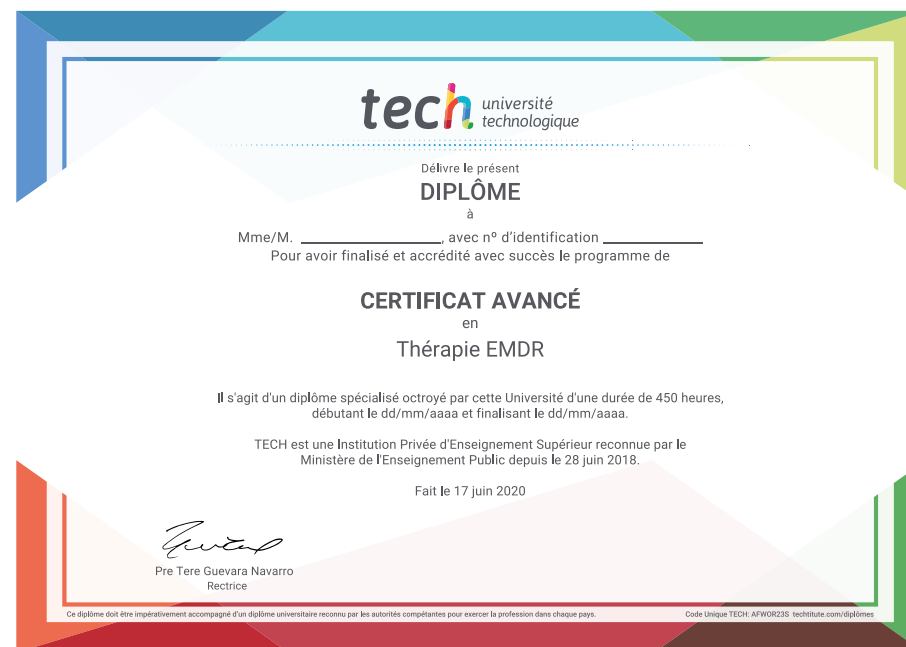 tech université
technologique
Délivre le présent
DIPLÔME
à
Mme/M. ____________________, avec nº d'identification ______________
Pour avoir finalisé et accrédité avec succès le programme de
CERTIFICAT AVANCÉ
en
Thérapie EMDR
Il s'agit d'un diplôme spécialisé octroyé par cette Université d'une durée de 450 heures,
débutant le dd/mm/aaaa et finalisant le dd/mm/aaaa.
TECH est une Institution Privée d'Enseignement Supérieur reconnue par le
Ministère de l'Enseignement Public depuis le 28 juin 2018.
Fait le 17 juin 2020
Pre Tere Guevara Navarro
Rectrice
Ce diplôme doit être impérativement accompagné d'un diplôme universitaire reconnu par les autorités compétantes pour exercer la profession dans chaque pays.
Code Unique TECH: AFWOR23S techtitute.com/diplômes